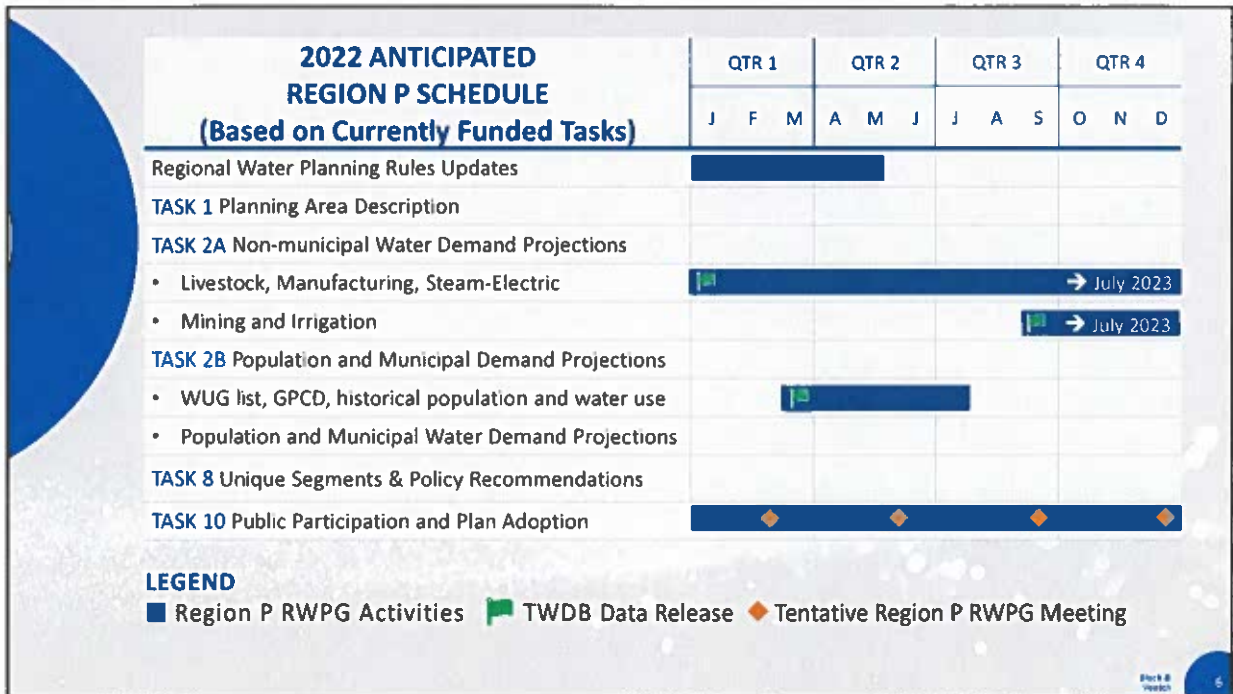 2022 ANTICIPATED
REGION P SCHEDULE
(Based on Currently Funded Tasks)
QTR 1 QTR 2 QTR 3 QTR 4
J F M A M J J A S O N D
Regional Water Planning Rules Updates
TASK 1 Planning Area Description
TASK 2A Non-municipal Water Demand Projections
• Livestock, Manufacturing, Steam-Electric
→ July 2023
• Mining and Irrigation
→ July 2023
TASK 2B Population and Municipal Demand Projections
• WUG list, GPCD, historical population and water use
• Population and Municipal Water Demand Projections
TASK 8 Unique Segments & Policy Recommendations
TASK 10 Public Participation and Plan Adoption
LEGEND
Region P RWPG Activities TWDB Data Release Tentative Region P RWPG Meeting
6